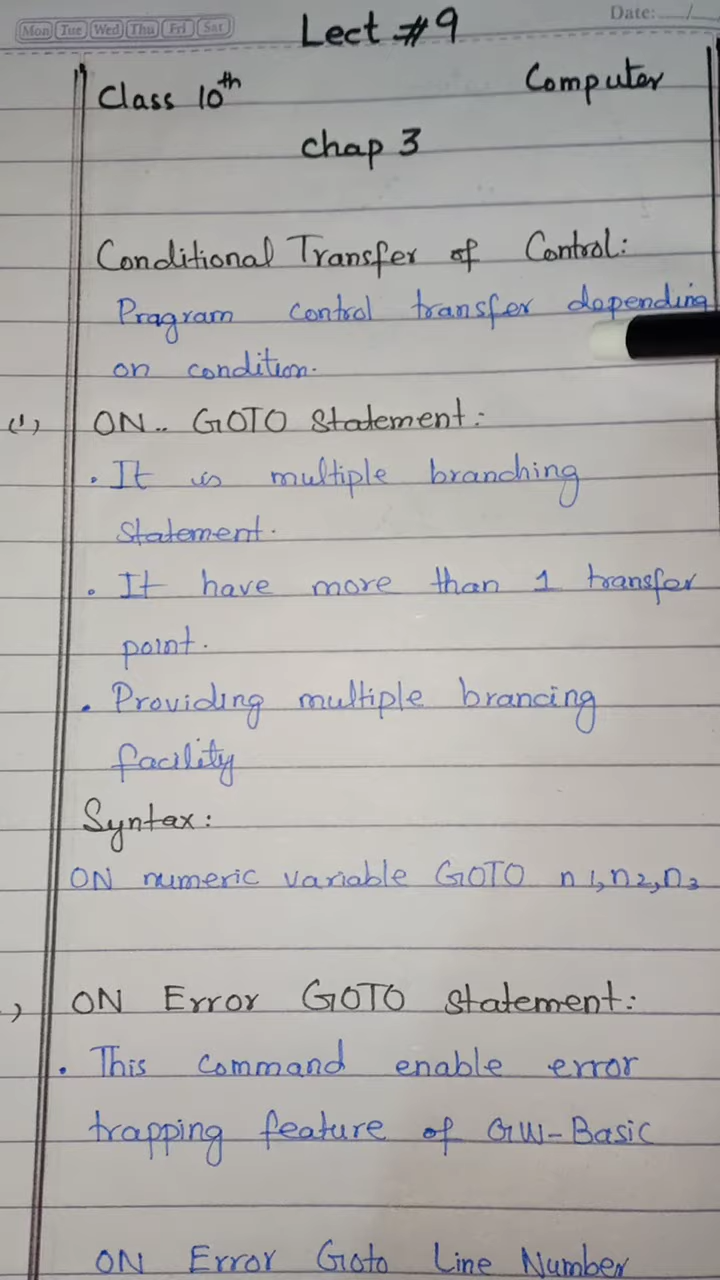 Mon Tue Wed Thu Fri Sat
Date: __/
Lect #9
Class 10th Computer
Chap 3
Conditional Transfer of Control:
Pragram control transfer depending
on condition.
(1) ON.. GOTO Statement:
. It is multiple branching
Statement.
. It have more than 1 transfer
point.
. Providing multiple brancing
facility
Syntax:
ON numeric variable GOTO n1,n2,n3
) ON Error GOTO Statement:
. This Command enable error
trapping feature of GW-Basic
ON Error Goto Line Number